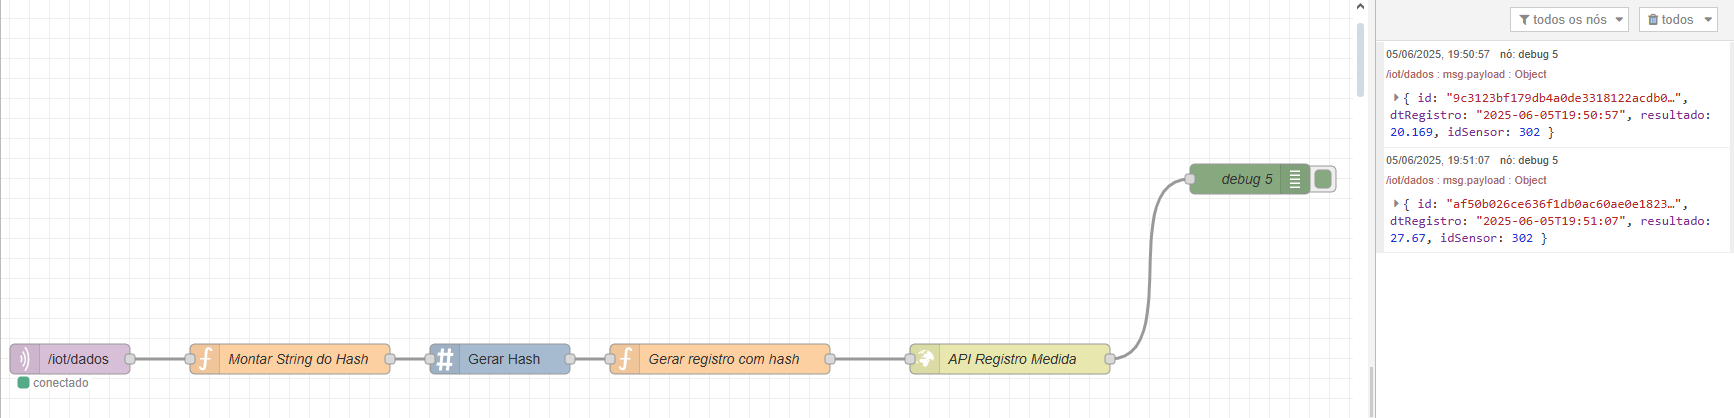 todos os nós
todos
05/06/2025, 19:50:57 nó: debug 5
/iot/dados : msg.payload : Object
{ id: "9c3123bf179db4a0de3318122acdb0…",
dtRegistro: "2025-06-05T19:50:57", resultado:
20.169, idSensor: 302 }
05/06/2025, 19:51:07 nó: debug 5
/iot/dados : msg.payload : Object
{ id: "af50b026ce636f1db0ac60ae0e1823…",
dtRegistro: "2025-06-05T19:51:07", resultado:
27.67, idSensor: 302 }
debug 5
/iot/dados
Montar String do Hash
Gerar Hash
Gerar registro com hash
API Registro Medida
conectado